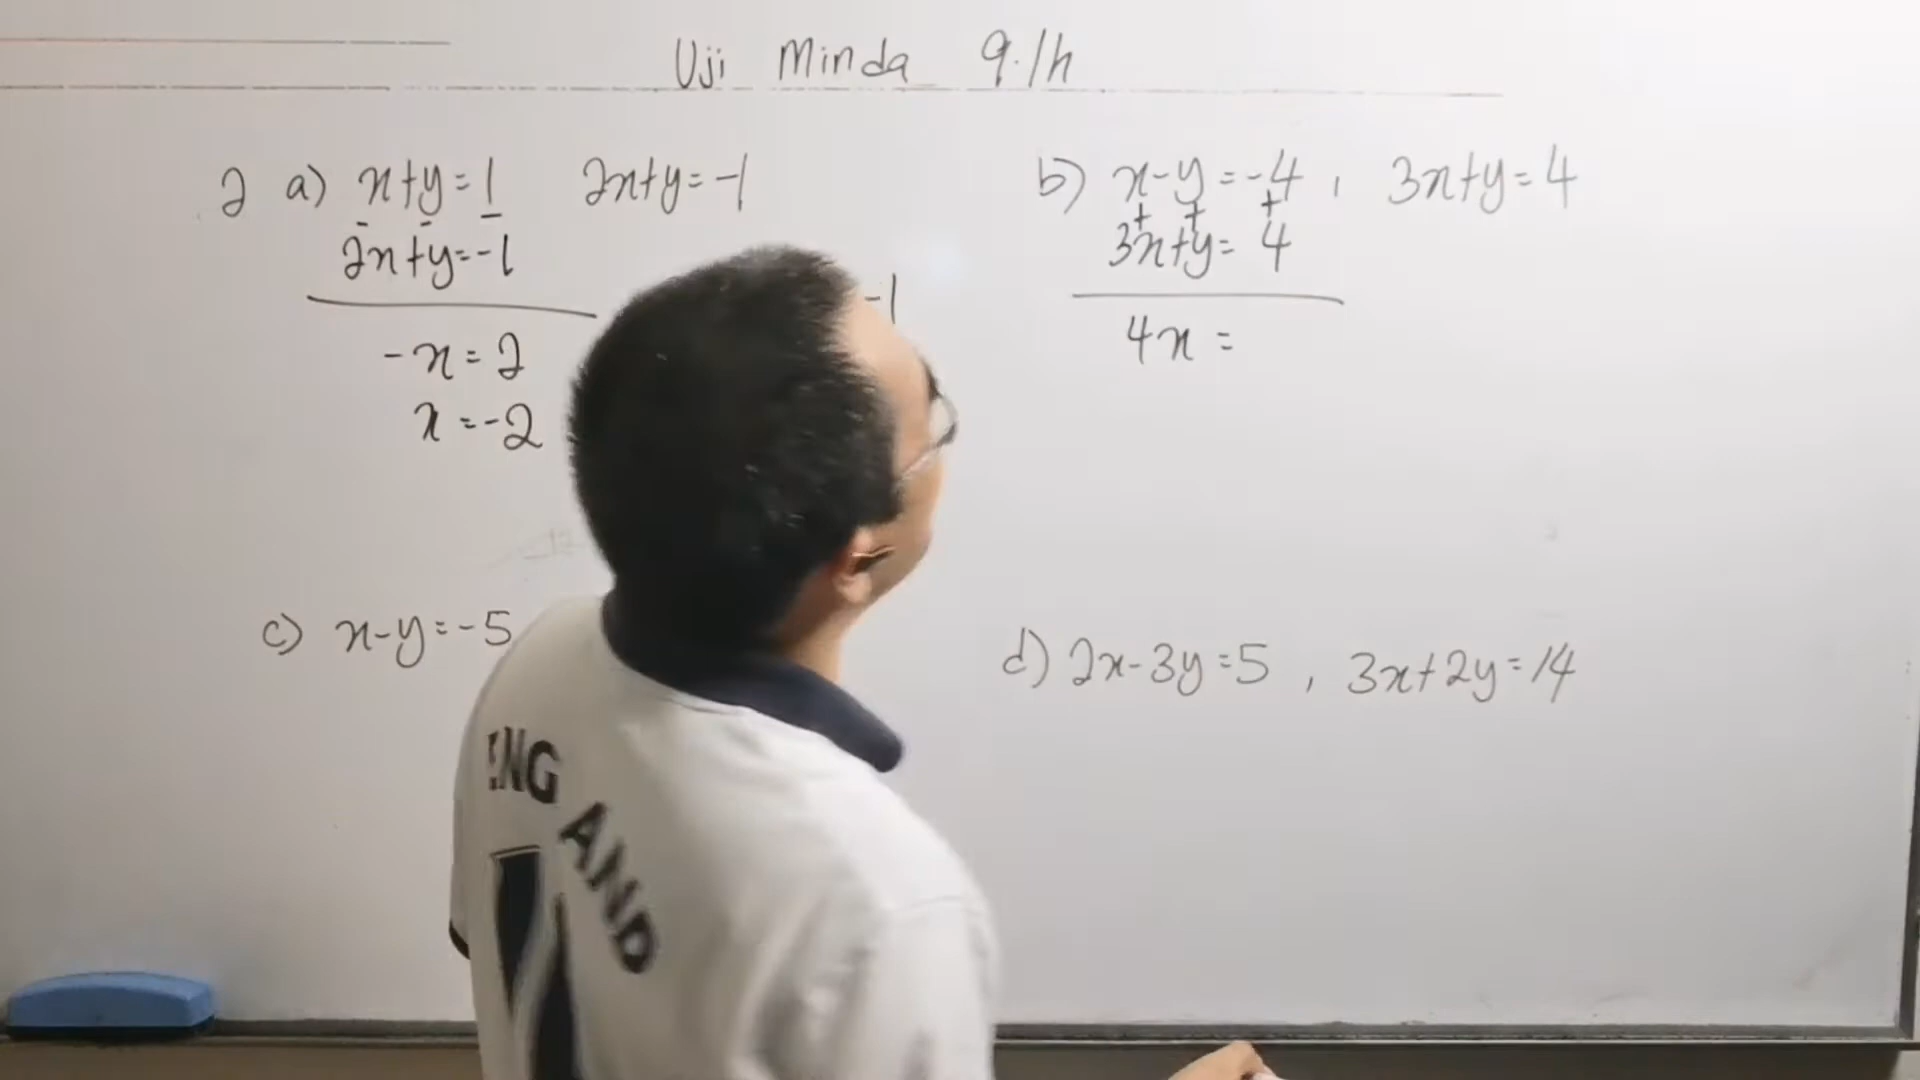 Uji Minda 9.1h
2 a) x+y=1 2x+y=-1
- - -
2x+y=-1
-x=2
x=-2
-1
b) x-y=-4, 3x+y=4
+ + +
3x+y=4
4x=
c) x-y=-5
d) 2x-3y=5, 3x+2y=14
ENG AND